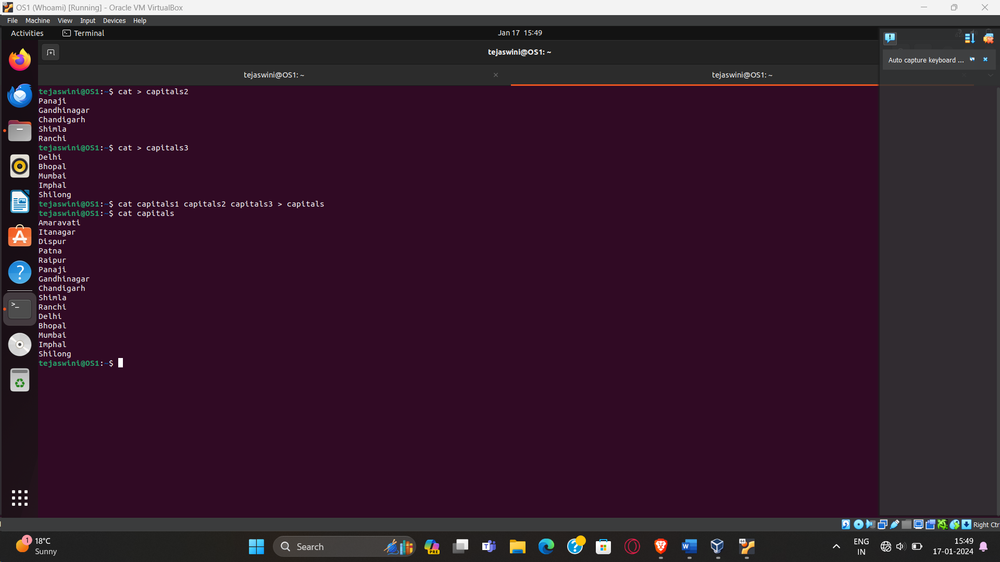 OS1 (Whoami) [Running] - Oracle VM VirtualBox
File Machine View Input Devices Help
Activities Terminal Jan 17 15:49
tejaswini@OS1: ~
Auto capture keyboard ...
tejaswini@OS1: ~ tejaswini@OS1: ~
tejaswini@OS1:~$ cat > capitals2
Panaji
Gandhinagar
Chandigarh
Shimla
Ranchi
tejaswini@OS1:~$ cat > capitals3
Delhi
Bhopal
Mumbai
Imphal
Shilong
tejaswini@OS1:~$ cat capitals1 capitals2 capitals3 > capitals
tejaswini@OS1:~$ cat capitals
Amaravati
Itanagar
Dispur
Patna
Raipur
Panaji
Gandhinagar
Chandigarh
Shimla
Ranchi
Delhi
Bhopal
Mumbai
Imphal
Shilong
tejaswini@OS1:~$
Right Ctr
1 18°C
Sunny
Search
PRE
64
ENG
IN
15:49
17-01-2024